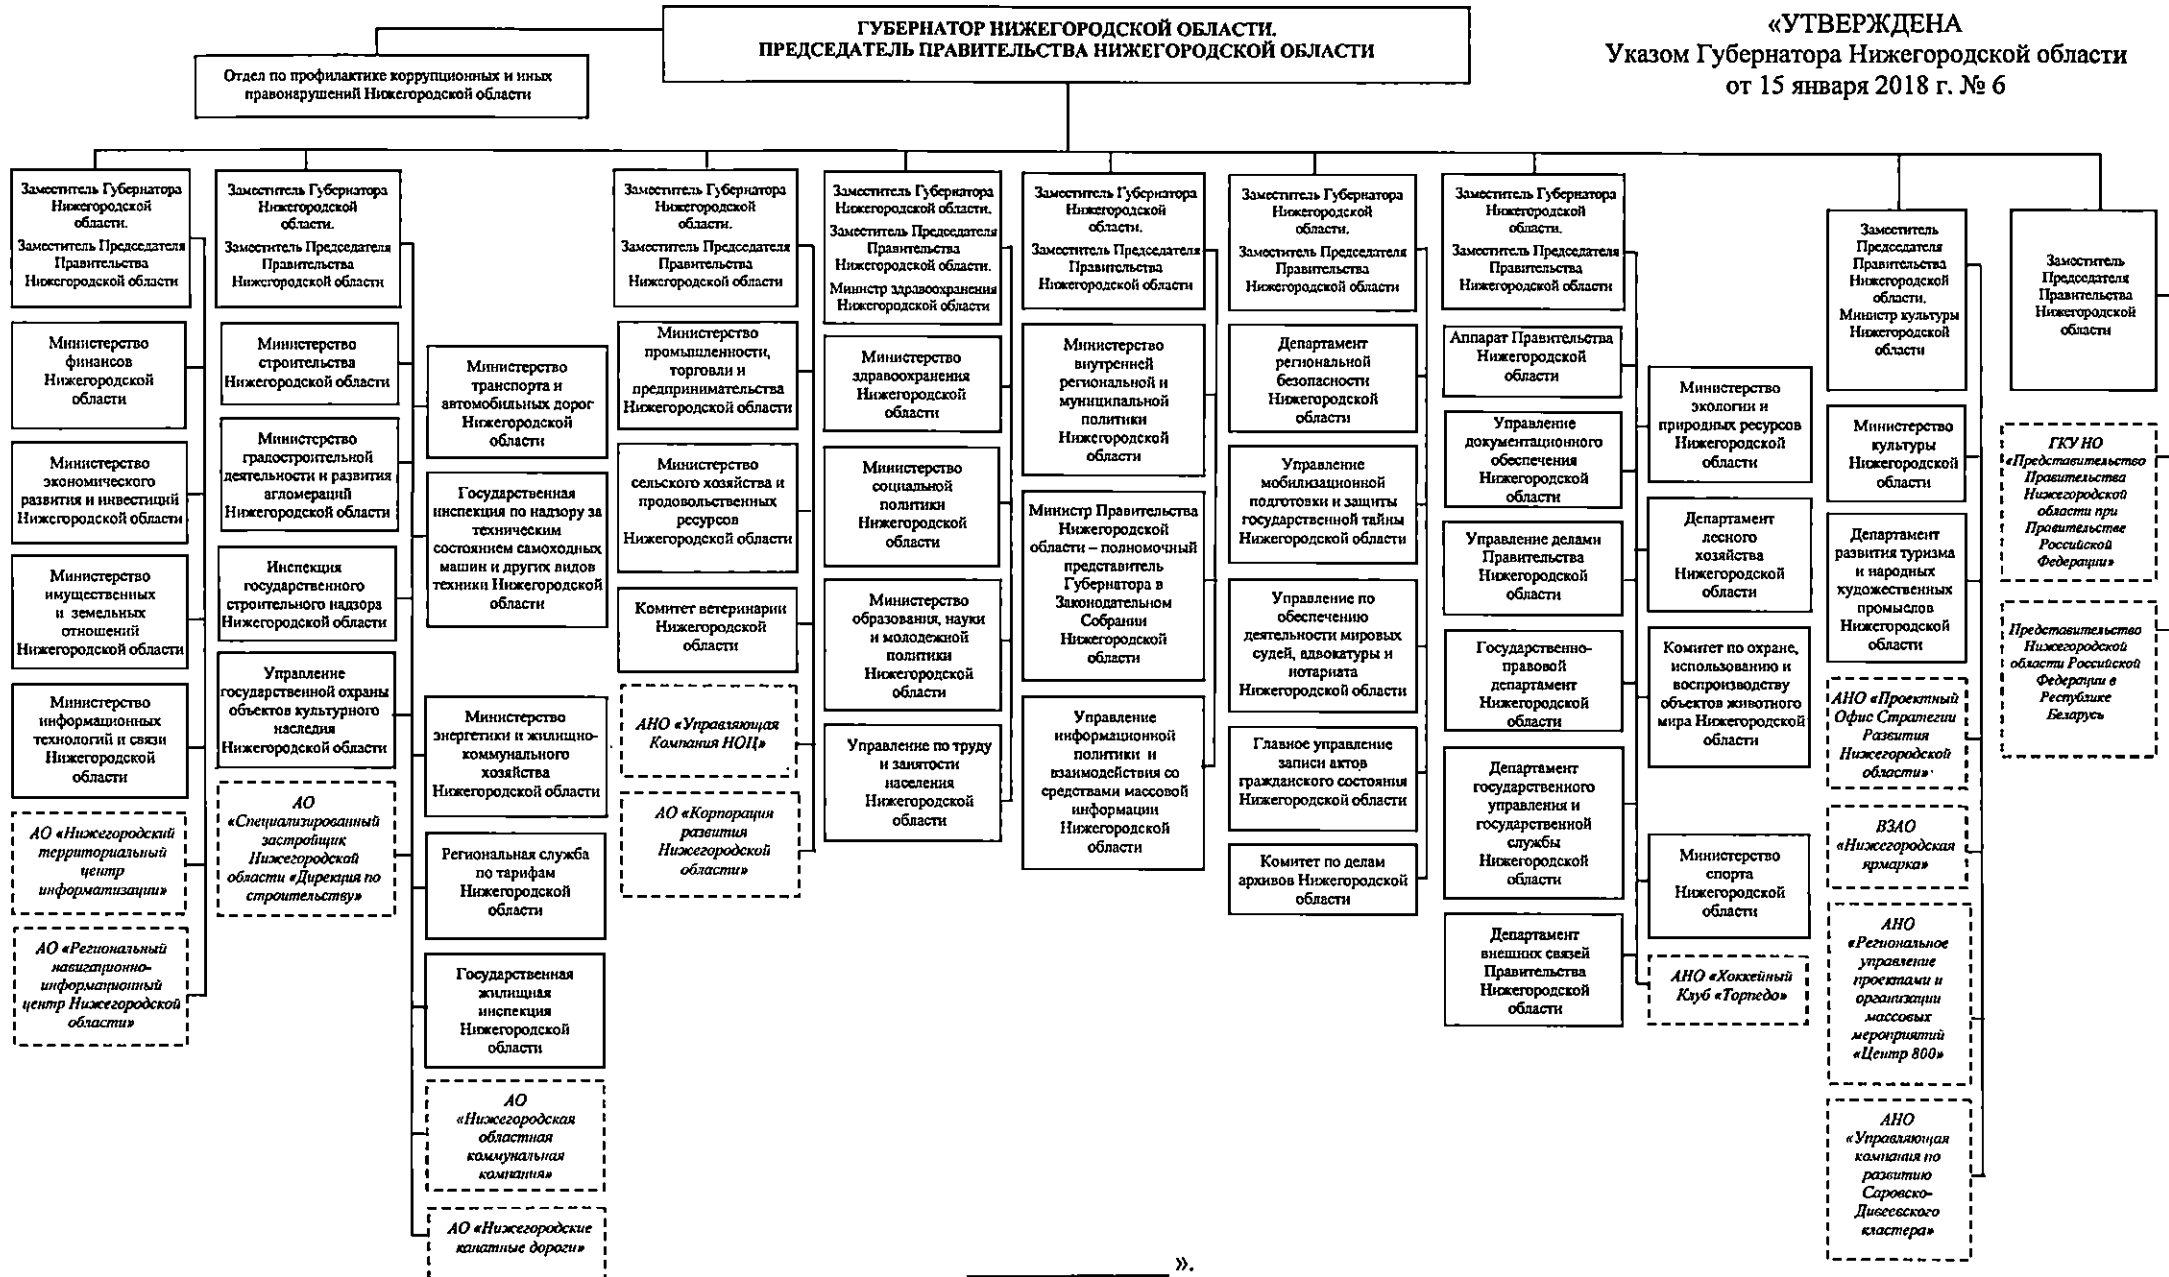 ГУБЕРНАТОР НИЖЕГОРОДСКОЙ ОБЛАСТИ.
ПРЕДСЕДАТЕЛЬ ПРАВИТЕЛЬСТВА НИЖЕГОРОДСКОЙ ОБЛАСТИ
«УТВЕРЖДЕНА
Указом Губернатора Нижегородской области
от 15 января 2018 г. № 6
Отдел по профилактике коррупционных и иных
правонарушений Нижегородской области
Заместитель Губернатора
Нижегородской
области.
Заместитель Председателя
Правительства
Нижегородской области
Министерство
финансов
Нижегородской
области
Министерство
экономического
развития и инвестиций
Нижегородской области
Министерство
имущественных
и земельных
отношений
Нижегородской области
Министерство
информационных
технологий и связи
Нижегородской
области
АО «Нижегородский
территориальный
центр
информатизации»
АО «Региональный
навигационно-
информационный
центр Нижегородской
области»
Заместитель Губернатора
Нижегородской
области.
Заместитель Председателя
Правительства
Нижегородской области
Министерство
строительства
Нижегородской области
Министерство
градостроительной
деятельности и развития
агломераций
Нижегородской области
Инспекция
государственного
строительного надзора
Нижегородской области
Управление
государственной охраны
объектов культурного
наследия
Нижегородской области
АО
«Специализированный
застройщик
Нижегородской
области «Дирекция по
строительству»
Министерство
транспорта и
автомобильных дорог
Нижегородской
области
Государственная
инспекция по надзору за
техническим
состоянием самоходных
машин и других видов
техники Нижегородской
области
Министерство
энергетики и жилищно-
коммунального
хозяйства
Нижегородской области
Региональная служба
по тарифам
Нижегородской
области
Государственная
жилищная
инспекция
Нижегородской
области
АО
«Нижегородская
областная
коммунальная
компания»
АО «Нижегородские
канатные дороги»
Заместитель Губернатора
Нижегородской
области.
Заместитель Председателя
Правительства
Нижегородской области
Министерство
промышленности,
торговли и
предпринимательства
Нижегородской области
Министерство
сельского хозяйства и
продовольственных
ресурсов
Нижегородской области
Комитет ветеринарии
Нижегородской
области
АНО «Управляющая
Компания НОЦ»
АО «Корпорация
развития
Нижегородской
области»
Заместитель Губернатора
Нижегородской области.
Заместитель Председателя
Правительства
Нижегородской области.
Министр здравоохранения
Нижегородской области
Министерство
здравоохранения
Нижегородской
области
Министерство
социальной
политики
Нижегородской
области
Министерство
образования, науки
и молодежной
политики
Нижегородской
области
Управление по труду
и занятости
населения
Нижегородской
области
Заместитель Губернатора
Нижегородской
области.
Заместитель Председателя
Правительства
Нижегородской области
Министерство
внутренней
региональной и
муниципальной
политики
Нижегородской
области
Министр Правительства
Нижегородской
области – полномочный
представитель
Губернатора в
Законодательном
Собрании
Нижегородской
области
Управление
информационной
политики и
взаимодействия со
средствами массовой
информации
Нижегородской
области
Заместитель Губернатора
Нижегородской
области.
Заместитель Председателя
Правительства
Нижегородской области
Департамент
региональной
безопасности
Нижегородской
области
Управление
мобилизационной
подготовки и защиты
государственной тайны
Нижегородской области
Управление по
обеспечению
деятельности мировых
судей, адвокатуры и
нотариата
Нижегородской области
Главное управление
записи актов
гражданского состояния
Нижегородской области
Комитет по делам
архивов Нижегородской
области
Заместитель Губернатора
Нижегородской
области.
Заместитель Председателя
Правительства
Нижегородской области
Аппарат Правительства
Нижегородской
области
Управление
документационного
обеспечения
Нижегородской
области
Управление делами
Правительства
Нижегородской
области
Государственно-
правовой
департамент
Нижегородской
области
Департамент
государственного
управления и
государственной
службы
Нижегородской
области
Департамент
внешних связей
Правительства
Нижегородской
области
Министерство
экологии и
природных ресурсов
Нижегородской
области
Департамент
лесного
хозяйства
Нижегородской
области
Комитет по охране,
использованию и
воспроизводству
объектов животного
мира Нижегородской
области
Министерство
спорта
Нижегородской
области
АНО «Хоккейный
Клуб «Торпедо»
Заместитель
Председателя
Правительства
Нижегородской
области.
Министр культуры
Нижегородской
области
Министерство
культуры
Нижегородской
области
Департамент
развития туризма
и народных
художественных
промыслов
Нижегородской
области
АНО «Проектный
Офис Стратегии
Развития
Нижегородской
области»
ВЗАО
«Нижегородская
ярмарка»
АНО
«Региональное
управление
проектами и
организации
массовых
мероприятий
«Центр 800»
АНО
«Управляющая
компания по
развитию
Саровско-
Дивеевского
кластера»
Заместитель
Председателя
Правительства
Нижегородской
области
ГКУ НО
«Представительство
Правительства
Нижегородской
области при
Правительстве
Российской
Федерации»
Представительство
Нижегородской
области Российской
Федерации в
Республике
Беларусь
».